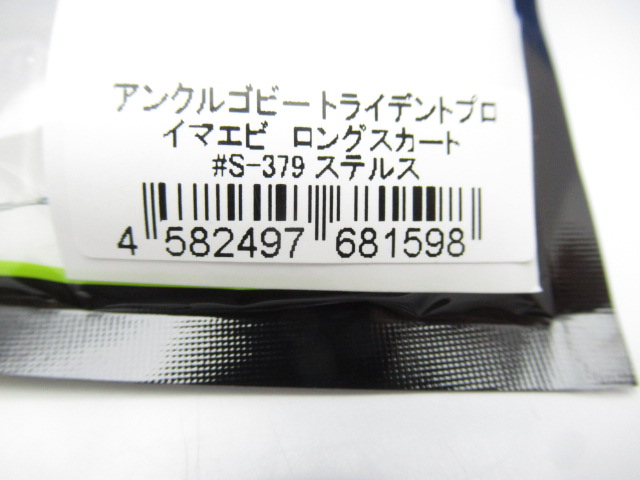 アンクルゴビートライデントプロ
イマエビ ロングスカート
#S-379 ステルス
4 582497 681598